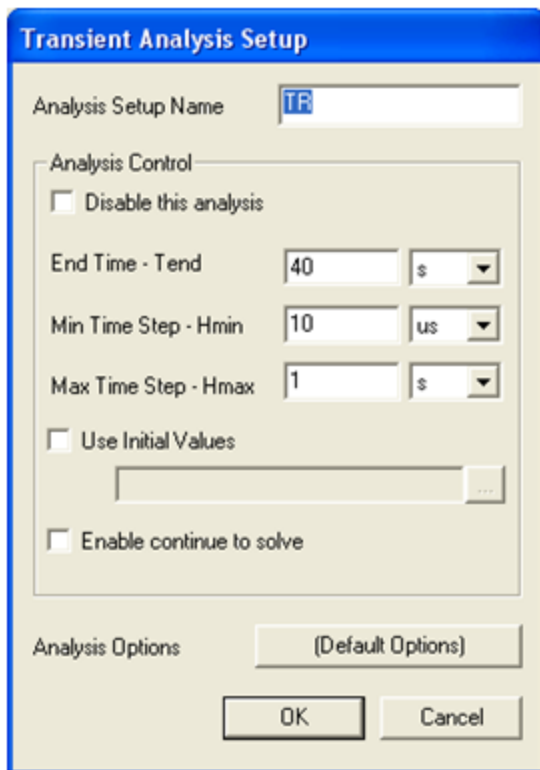 Transient Analysis Setup
Analysis Setup Name TR
Analysis Control
Disable this analysis
End Time - Tend 40 s
Min Time Step - Hmin 10 us
Max Time Step - Hmax 1 s
Use Initial Values
...
Enable continue to solve
Analysis Options (Default Options)
OK Cancel